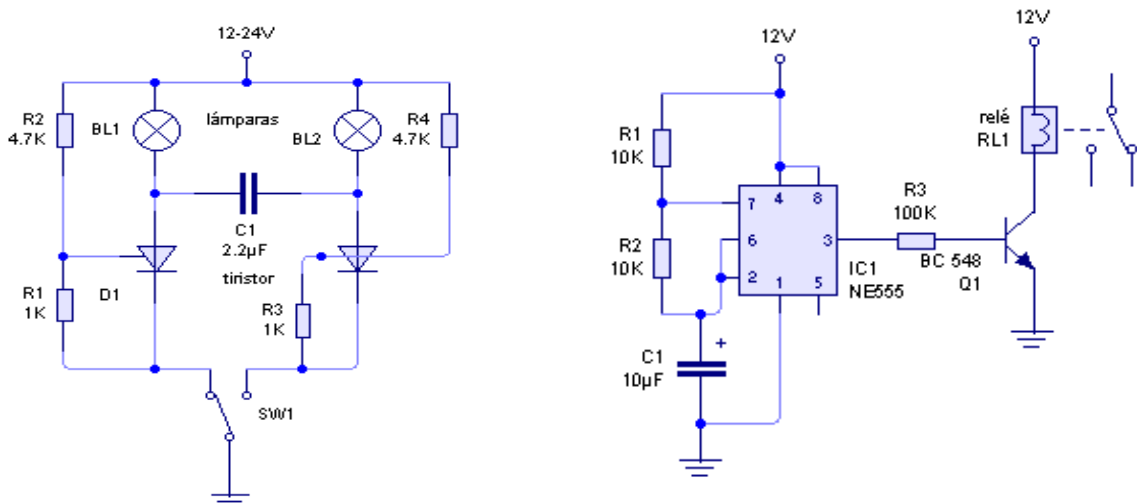 12-24V
R2
4.7K
BL1
lámparas
BL2
R4
4.7K
C1
2.2µF
tiristor
R1
1K
D1
R3
1K
SW1
12V
R1
10K
R2
10K
7
4
8
6
3
2
1
5
IC1
NE555
C1
10µF
+
R3
100K
BC 548
Q1
12V
relé
RL1